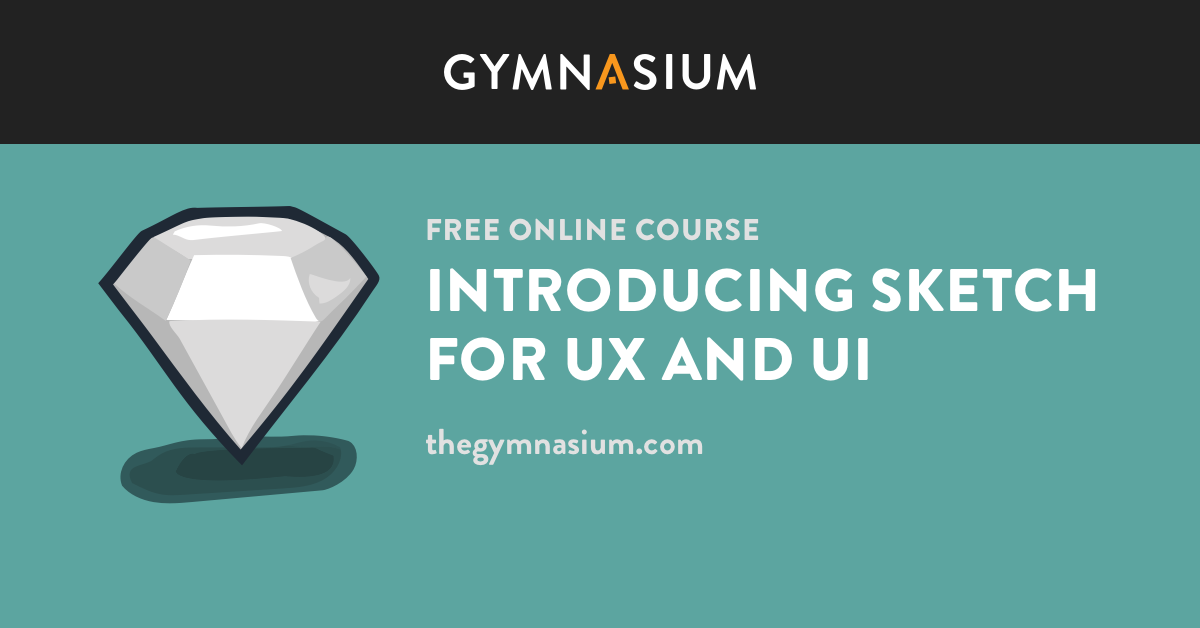 GYMNASIUM
FREE ONLINE COURSE
INTRODUCING SKETCH
FOR UX AND UI
thegymnasium.com